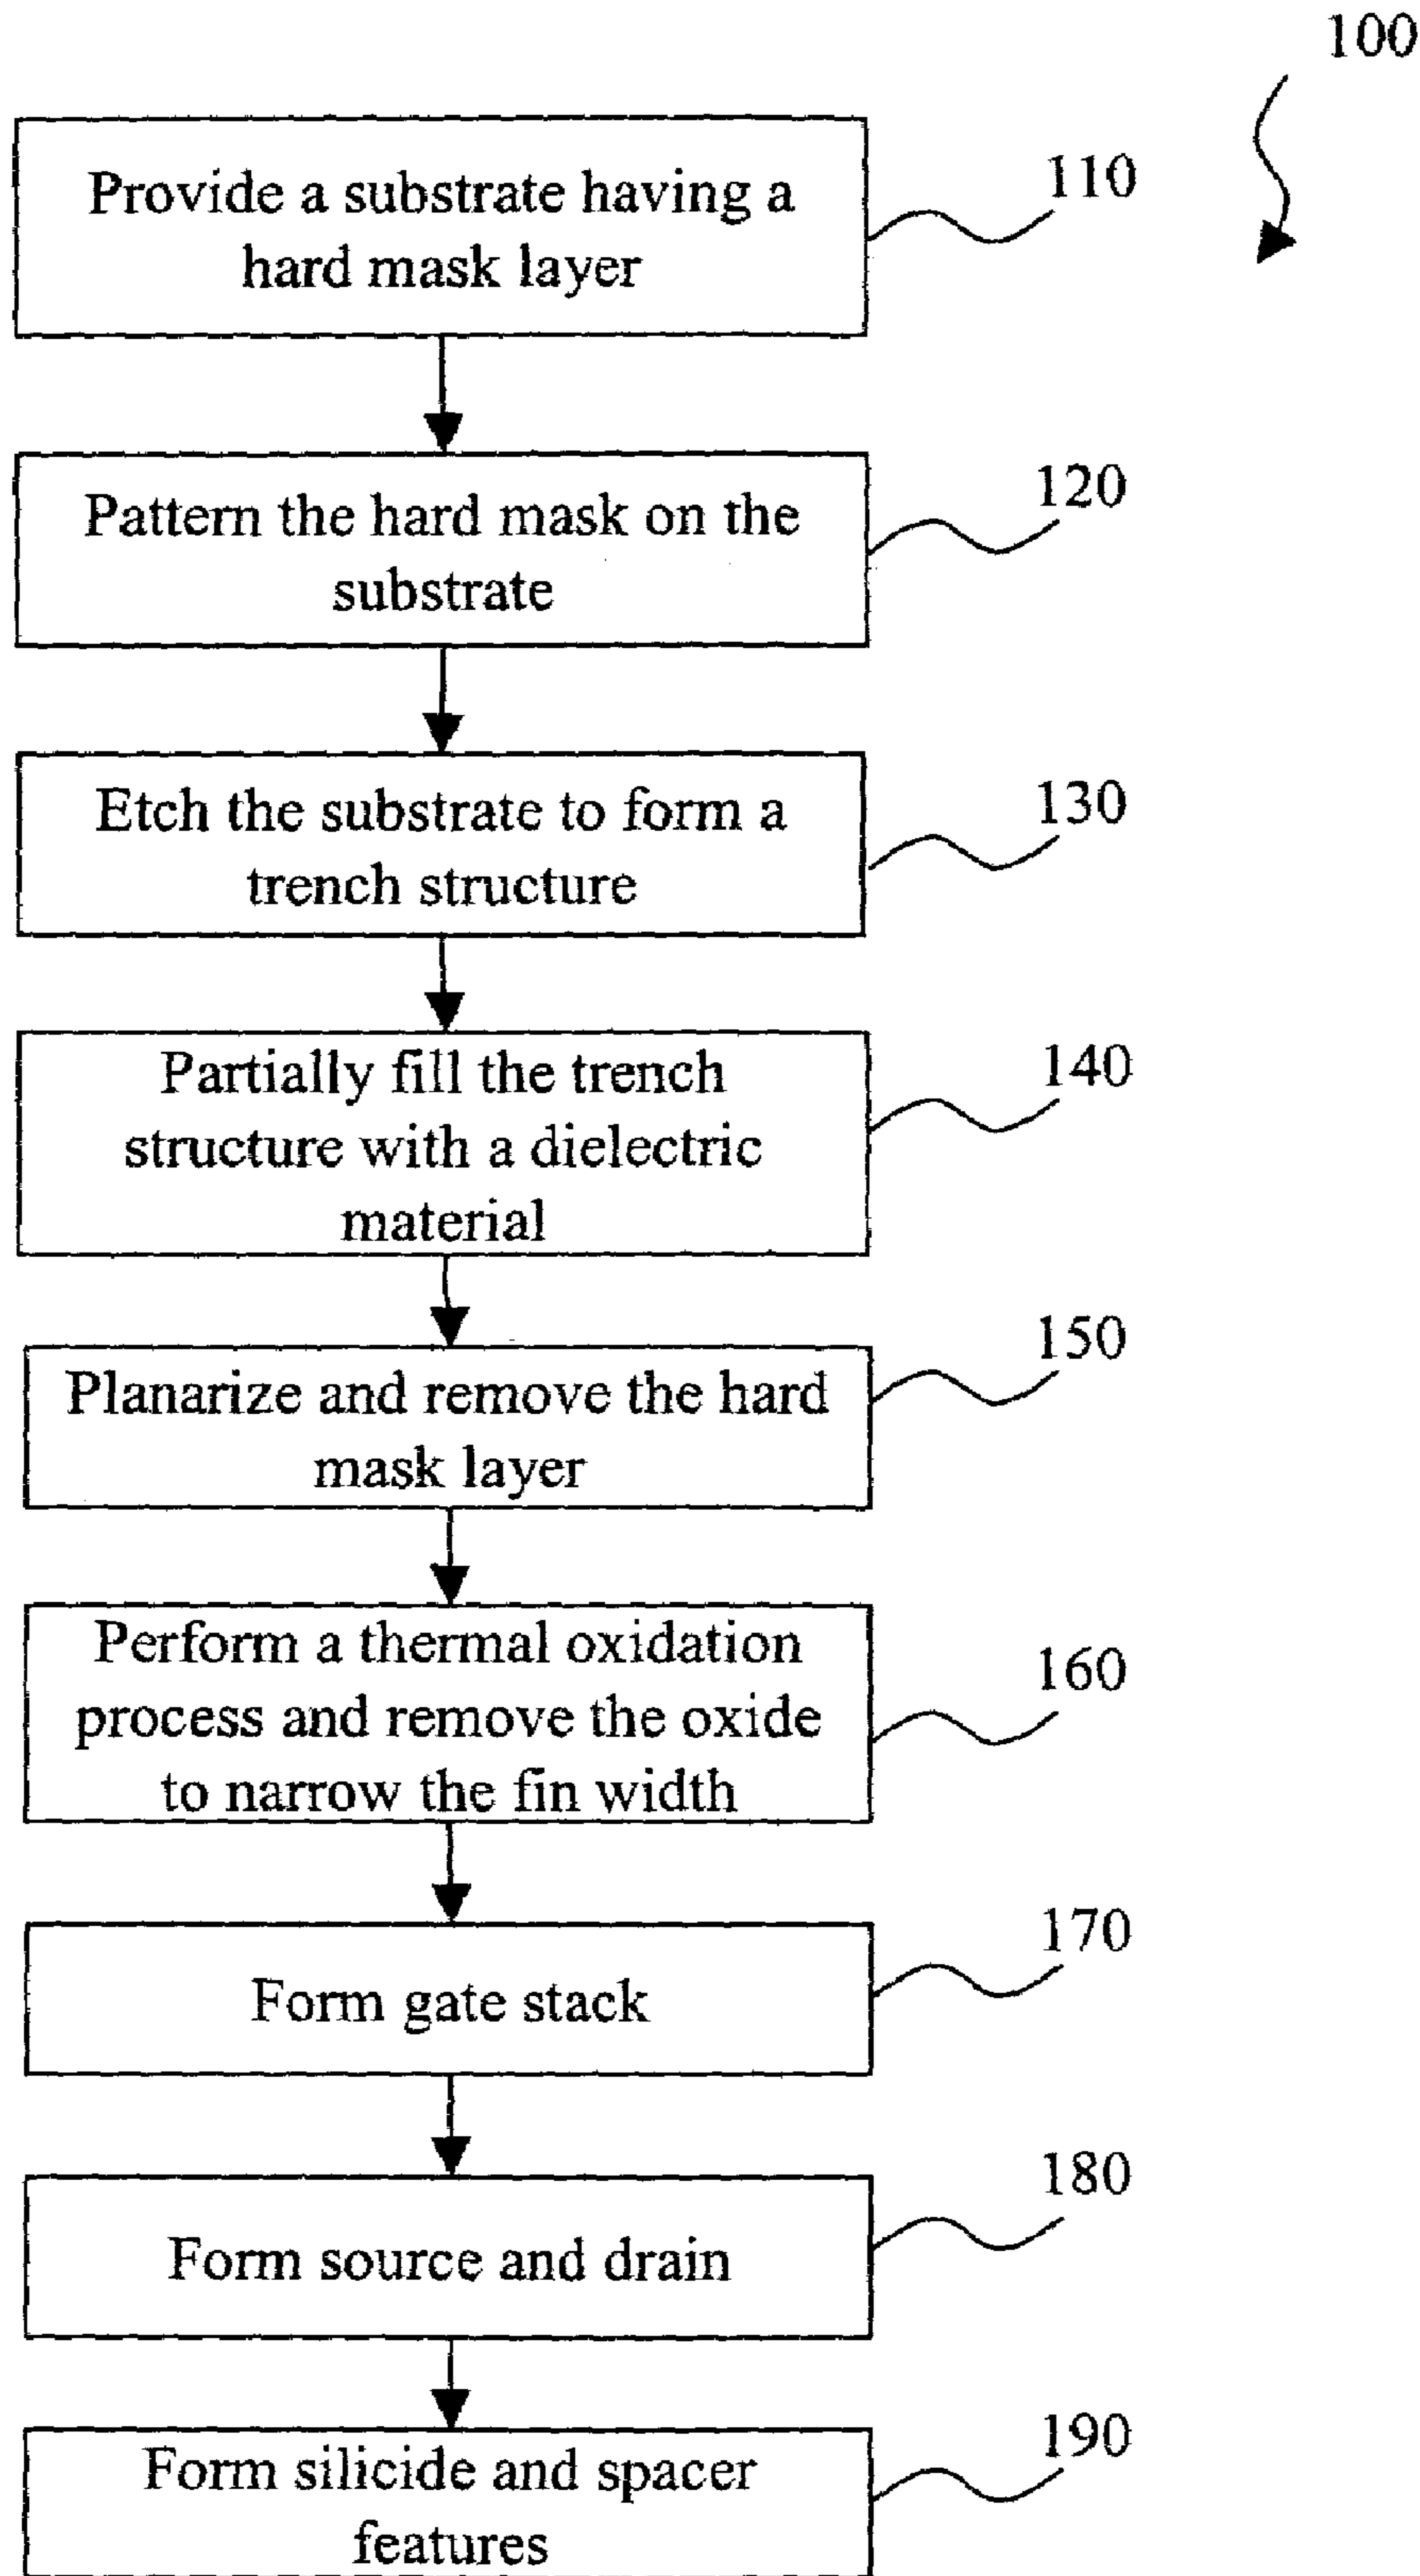 100
Provide a substrate having a
hard mask layer
110
Pattern the hard mask on the
substrate
120
Etch the substrate to form a
trench structure
130
Partially fill the trench
structure with a dielectric
material
140
Planarize and remove the hard
mask layer
150
Perform a thermal oxidation
process and remove the oxide
to narrow the fin width
160
Form gate stack
170
Form source and drain
180
Form silicide and spacer
features
190